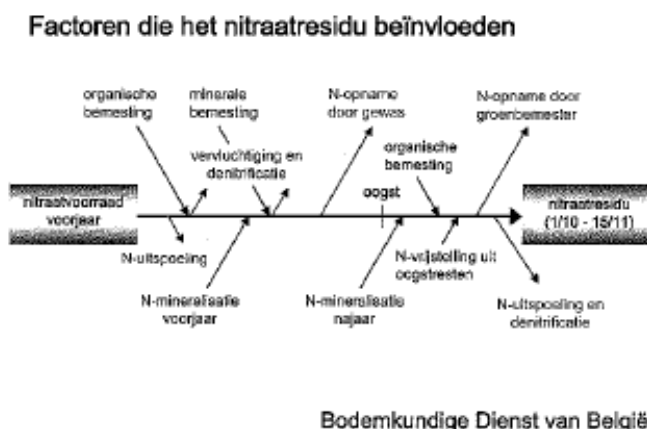 Factoren die het nitraatresidu beïnvloeden
organische
bemesting
minerale
bemesting
vervluchtiging en
denitrificatie
N-opname
door gewas
organische
bemesting
N-opname door
groenbemester
nitraatvoorraad
voorjaar
oogst
nitraatresidu
(1/10 - 15/11)
N-uitspoeling
N-mineralisatie
voorjaar
N-mineralisatie
najaar
N-vrijstelling uit
oogstresten
N-uitspoeling en
denitrificatie
Bodemkundige Dienst van België